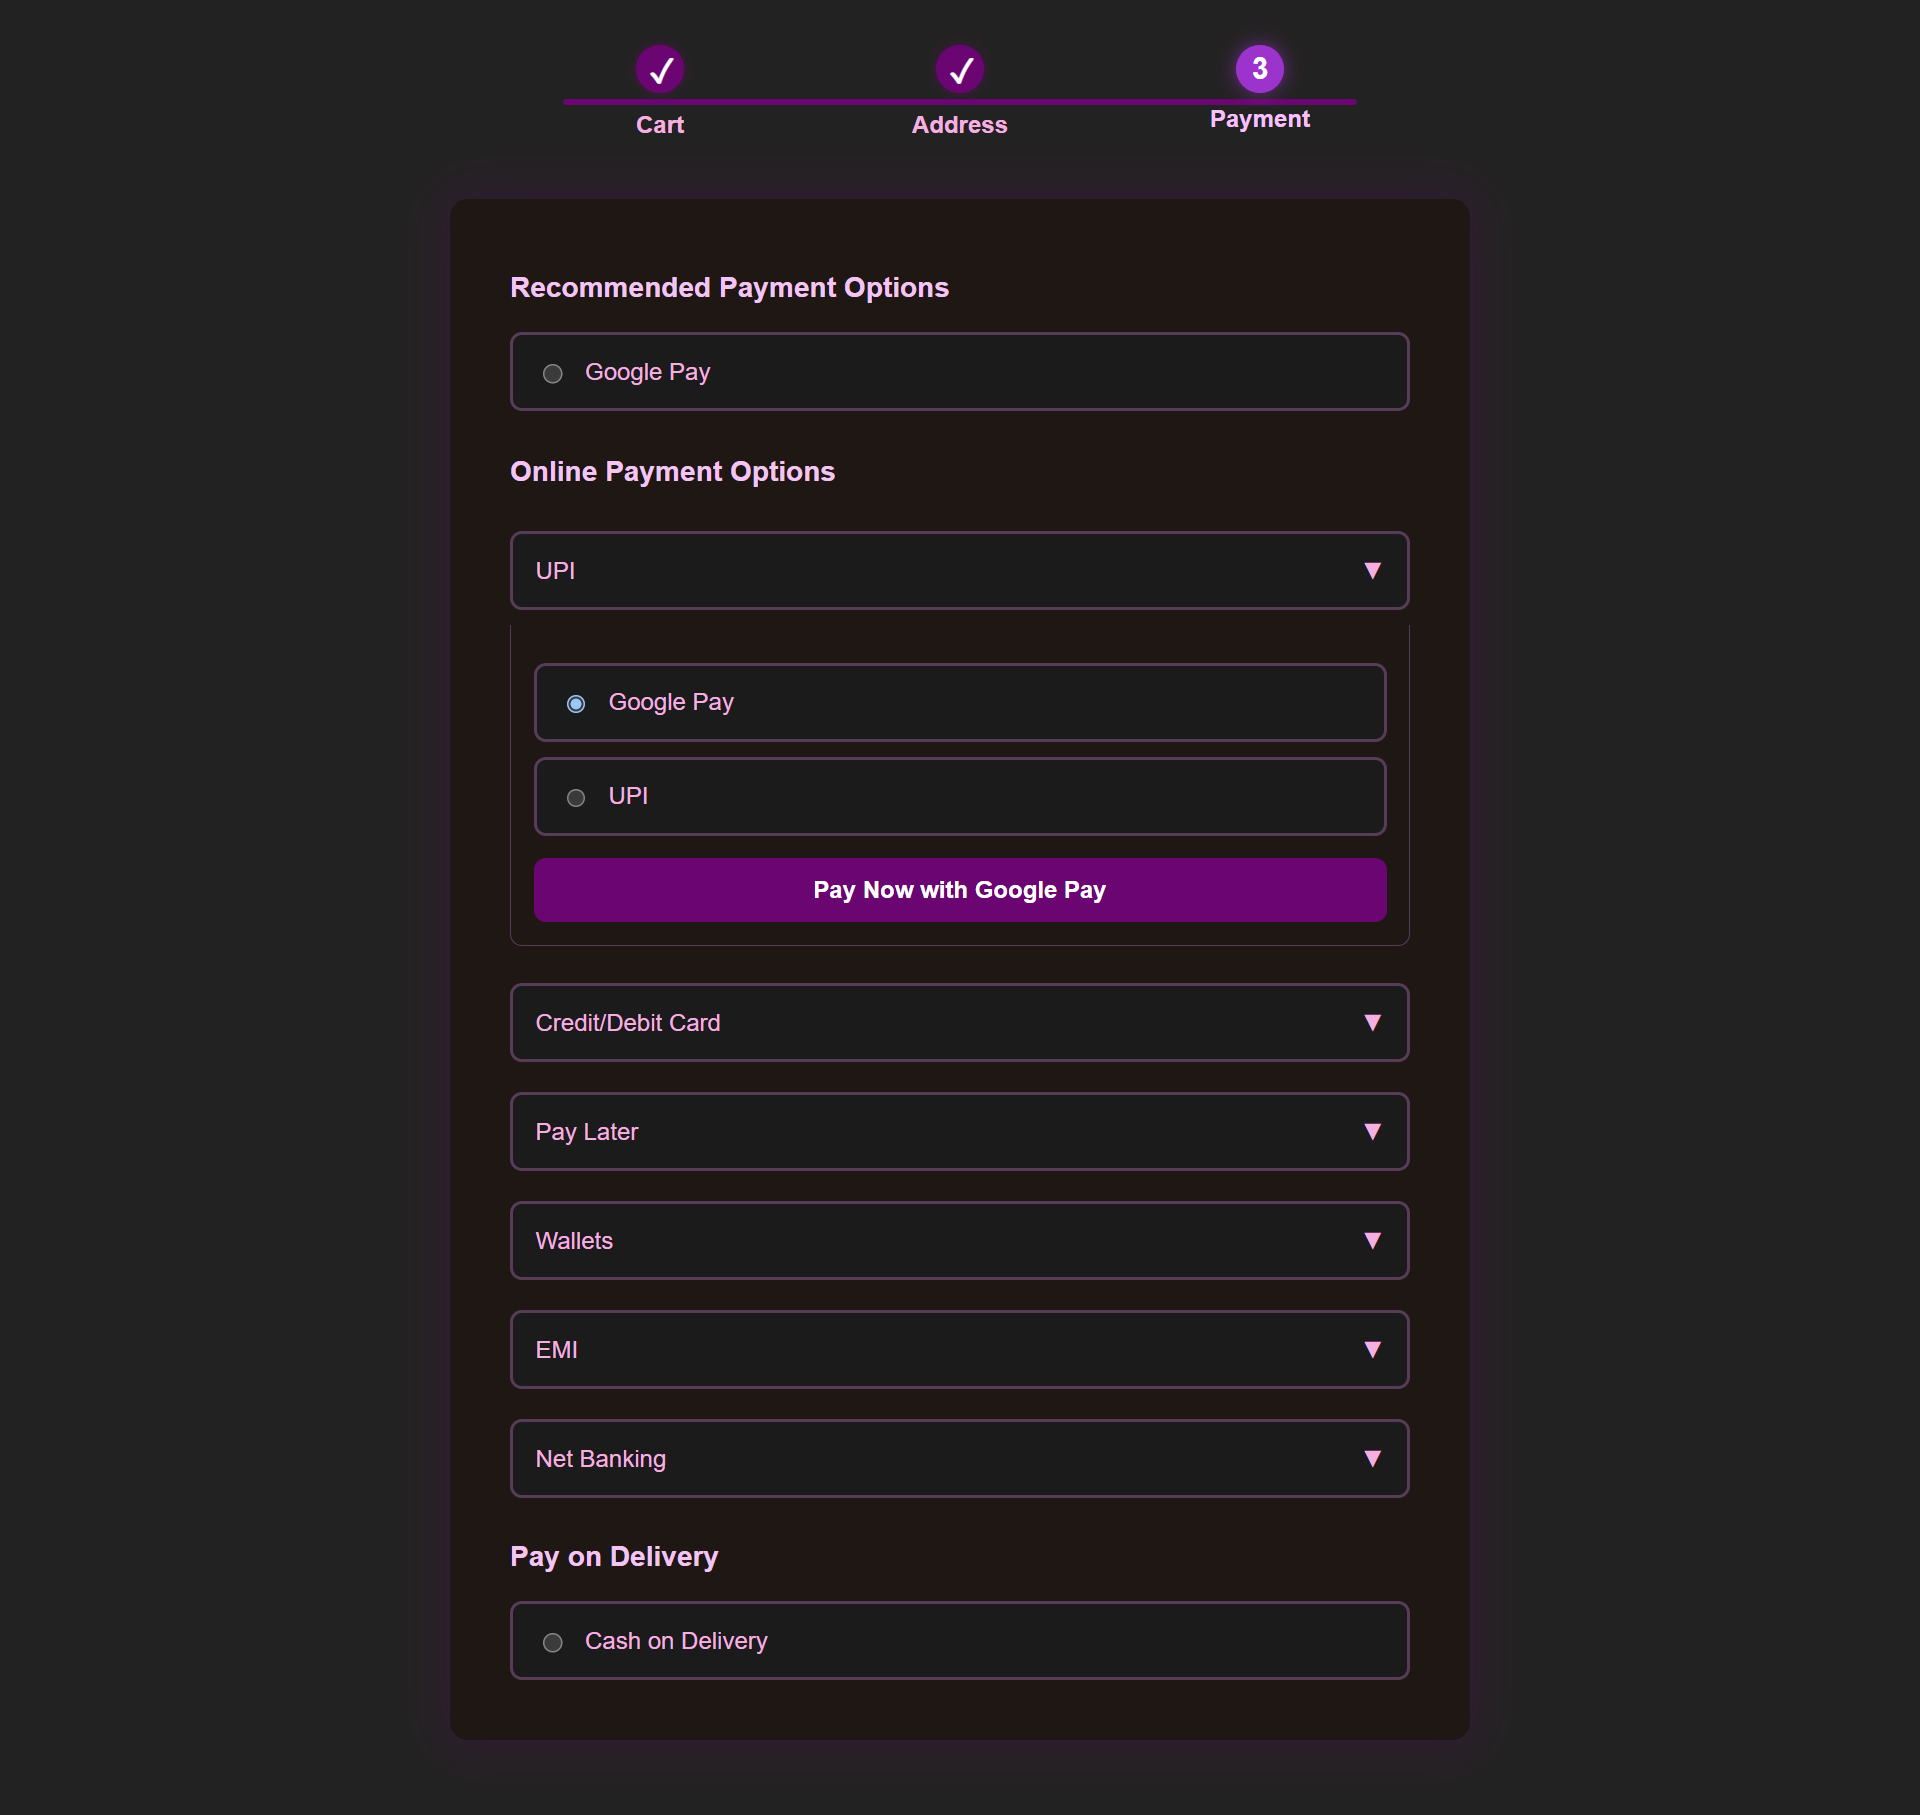 ✓ ✓ 3
Cart Address Payment
Recommended Payment Options
Google Pay
Online Payment Options
UPI ▼
Google Pay
UPI
Pay Now with Google Pay
Credit/Debit Card ▼
Pay Later ▼
Wallets ▼
EMI ▼
Net Banking ▼
Pay on Delivery
Cash on Delivery